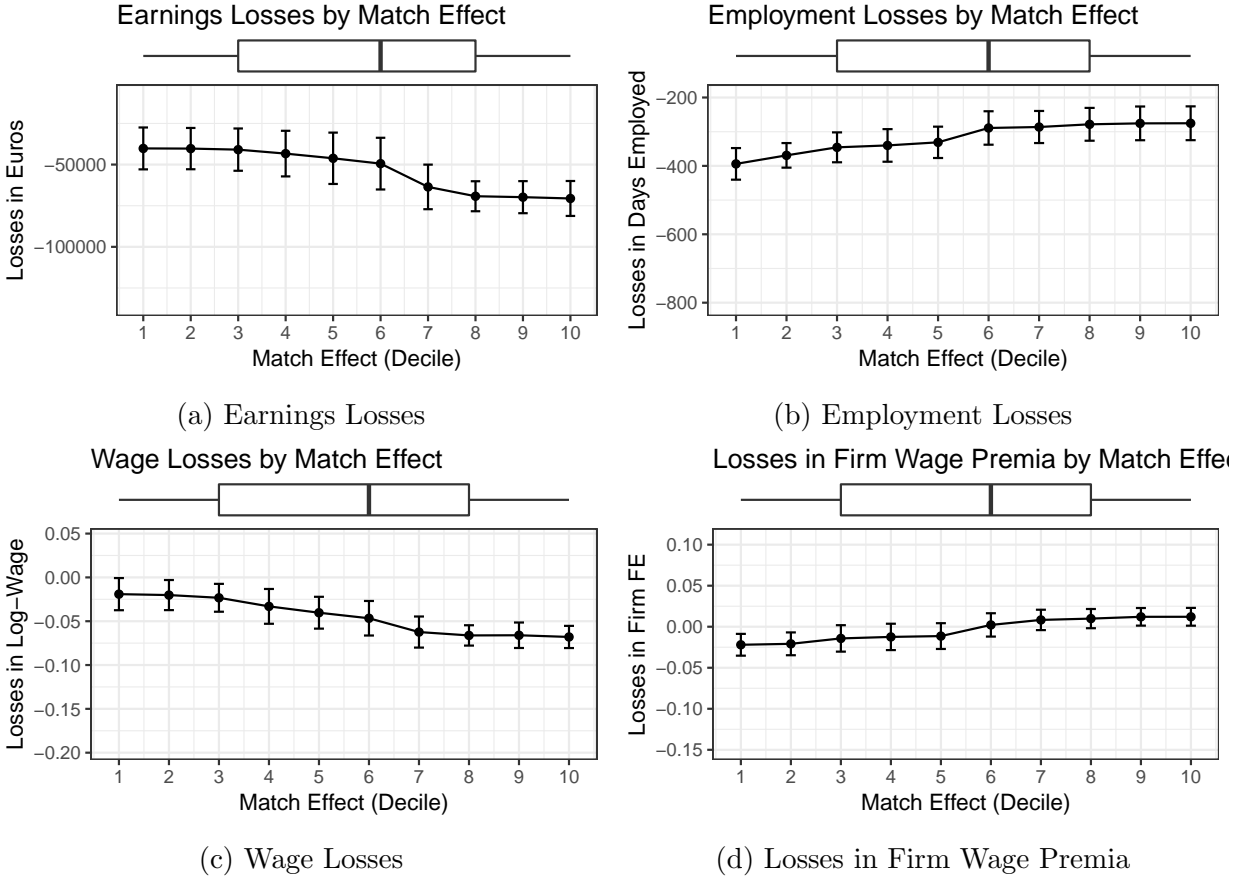 Earnings Losses by Match Effect
Losses in Euros
−50000
−100000
1 2 3 4 5 6 7 8 9 10
Match Effect (Decile)
(a) Earnings Losses
Employment Losses by Match Effect
Losses in Days Employed
−200
−400
−600
−800
1 2 3 4 5 6 7 8 9 10
Match Effect (Decile)
(b) Employment Losses
Wage Losses by Match Effect
Losses in Log−Wage
0.05
0.00
−0.05
−0.10
−0.15
−0.20
1 2 3 4 5 6 7 8 9 10
Match Effect (Decile)
(c) Wage Losses
Losses in Firm Wage Premia by Match Effe
Losses in Firm FE
0.10
0.05
0.00
−0.05
−0.10
−0.15
1 2 3 4 5 6 7 8 9 10
Match Effect (Decile)
(d) Losses in Firm Wage Premia